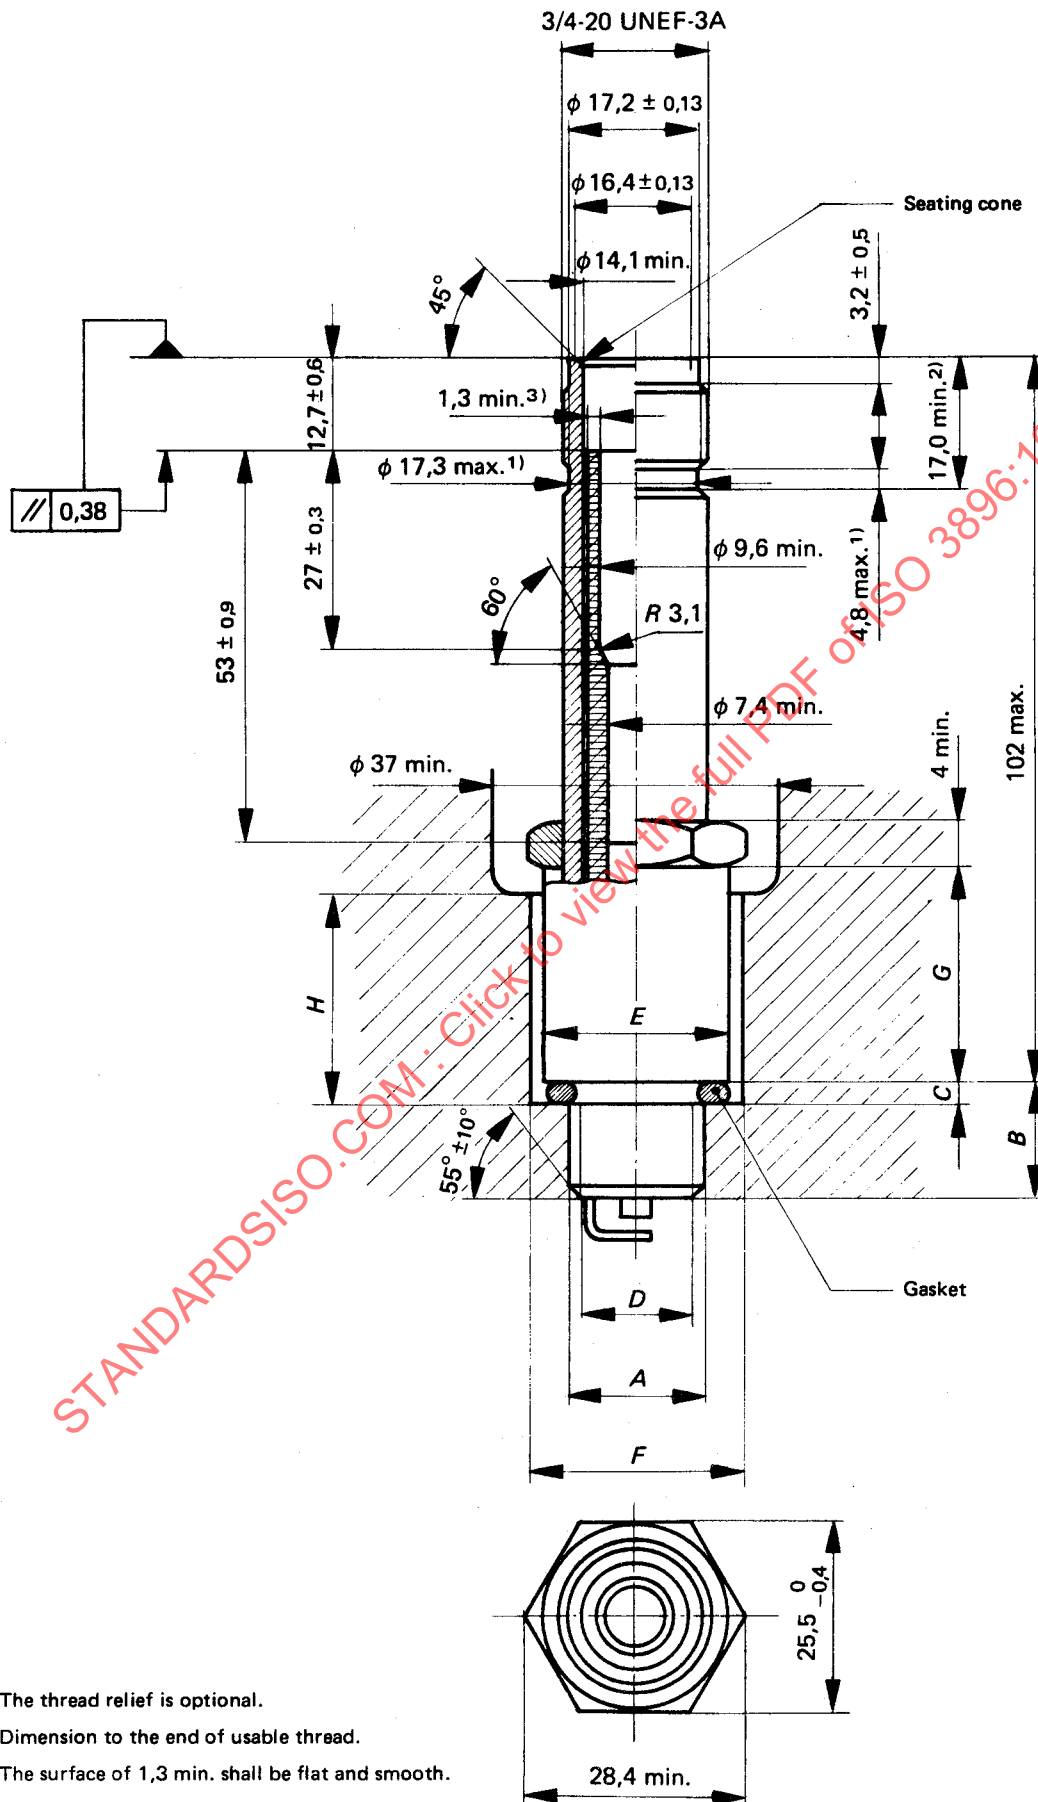 3/4-20 UNEF-3A
ϕ 17,2 ± 0,13
ϕ 16,4 ± 0,13
Seating cone
ϕ 14,1 min.
3,2 ± 0,5
45°
12,7 ± 0,6
1,3 min.3)
17,0 min.2)
ϕ 17,3 max.1)
// 0,38
27 ± 0,3
ϕ 9,6 min.
60°
R 3,1
4,8 max.1)
53 ± 0,9
ϕ 7,4 min.
102 max.
4 min.
ϕ 37 min.
H
G
E
C
B
55° ±10°
Gasket
D
A
F
25,5 0 −0,4
28,4 min.
The thread relief is optional.
Dimension to the end of usable thread.
The surface of 1,3 min. shall be flat and smooth.
STANDARDSISO.COM : Click to view the full PDF of ISO 3896:1